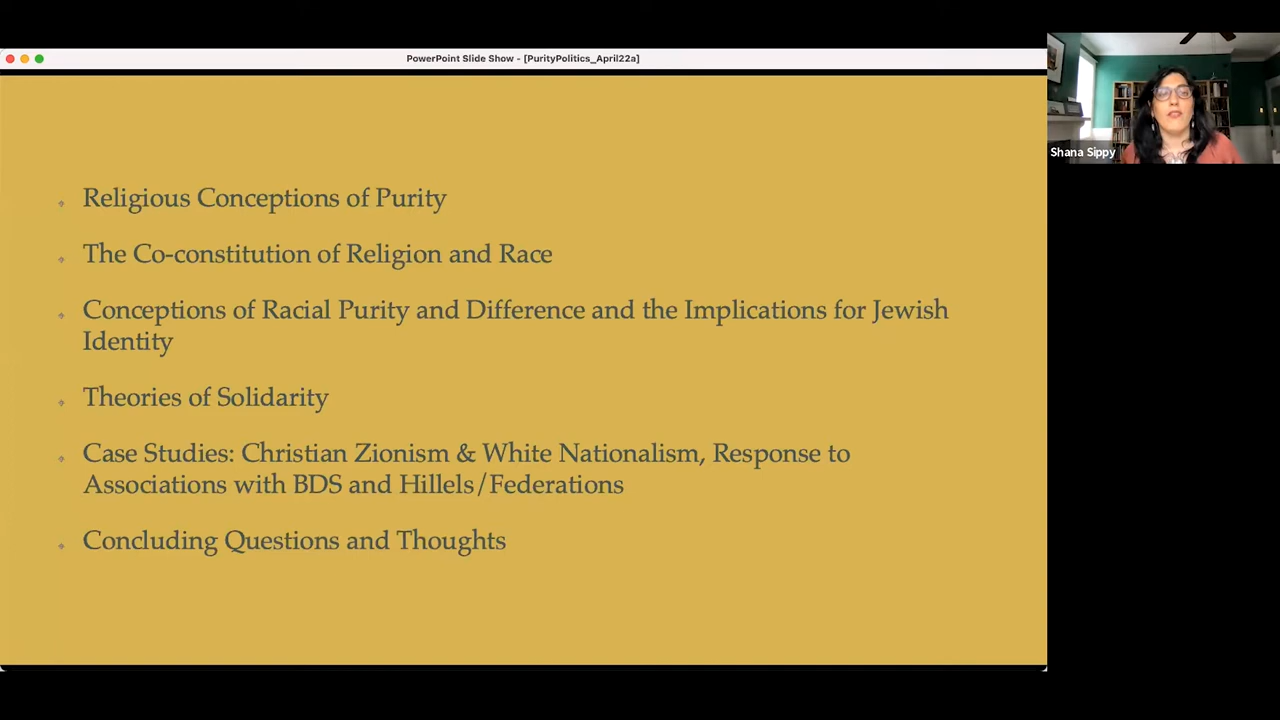 PowerPoint Slide Show - [PurityPolitics_April22a]
Religious Conceptions of Purity
The Co-constitution of Religion and Race
Conceptions of Racial Purity and Difference and the Implications for Jewish
Identity
Theories of Solidarity
Case Studies: Christian Zionism & White Nationalism, Response to
Associations with BDS and Hillels/Federations
Concluding Questions and Thoughts
Shana Sippy